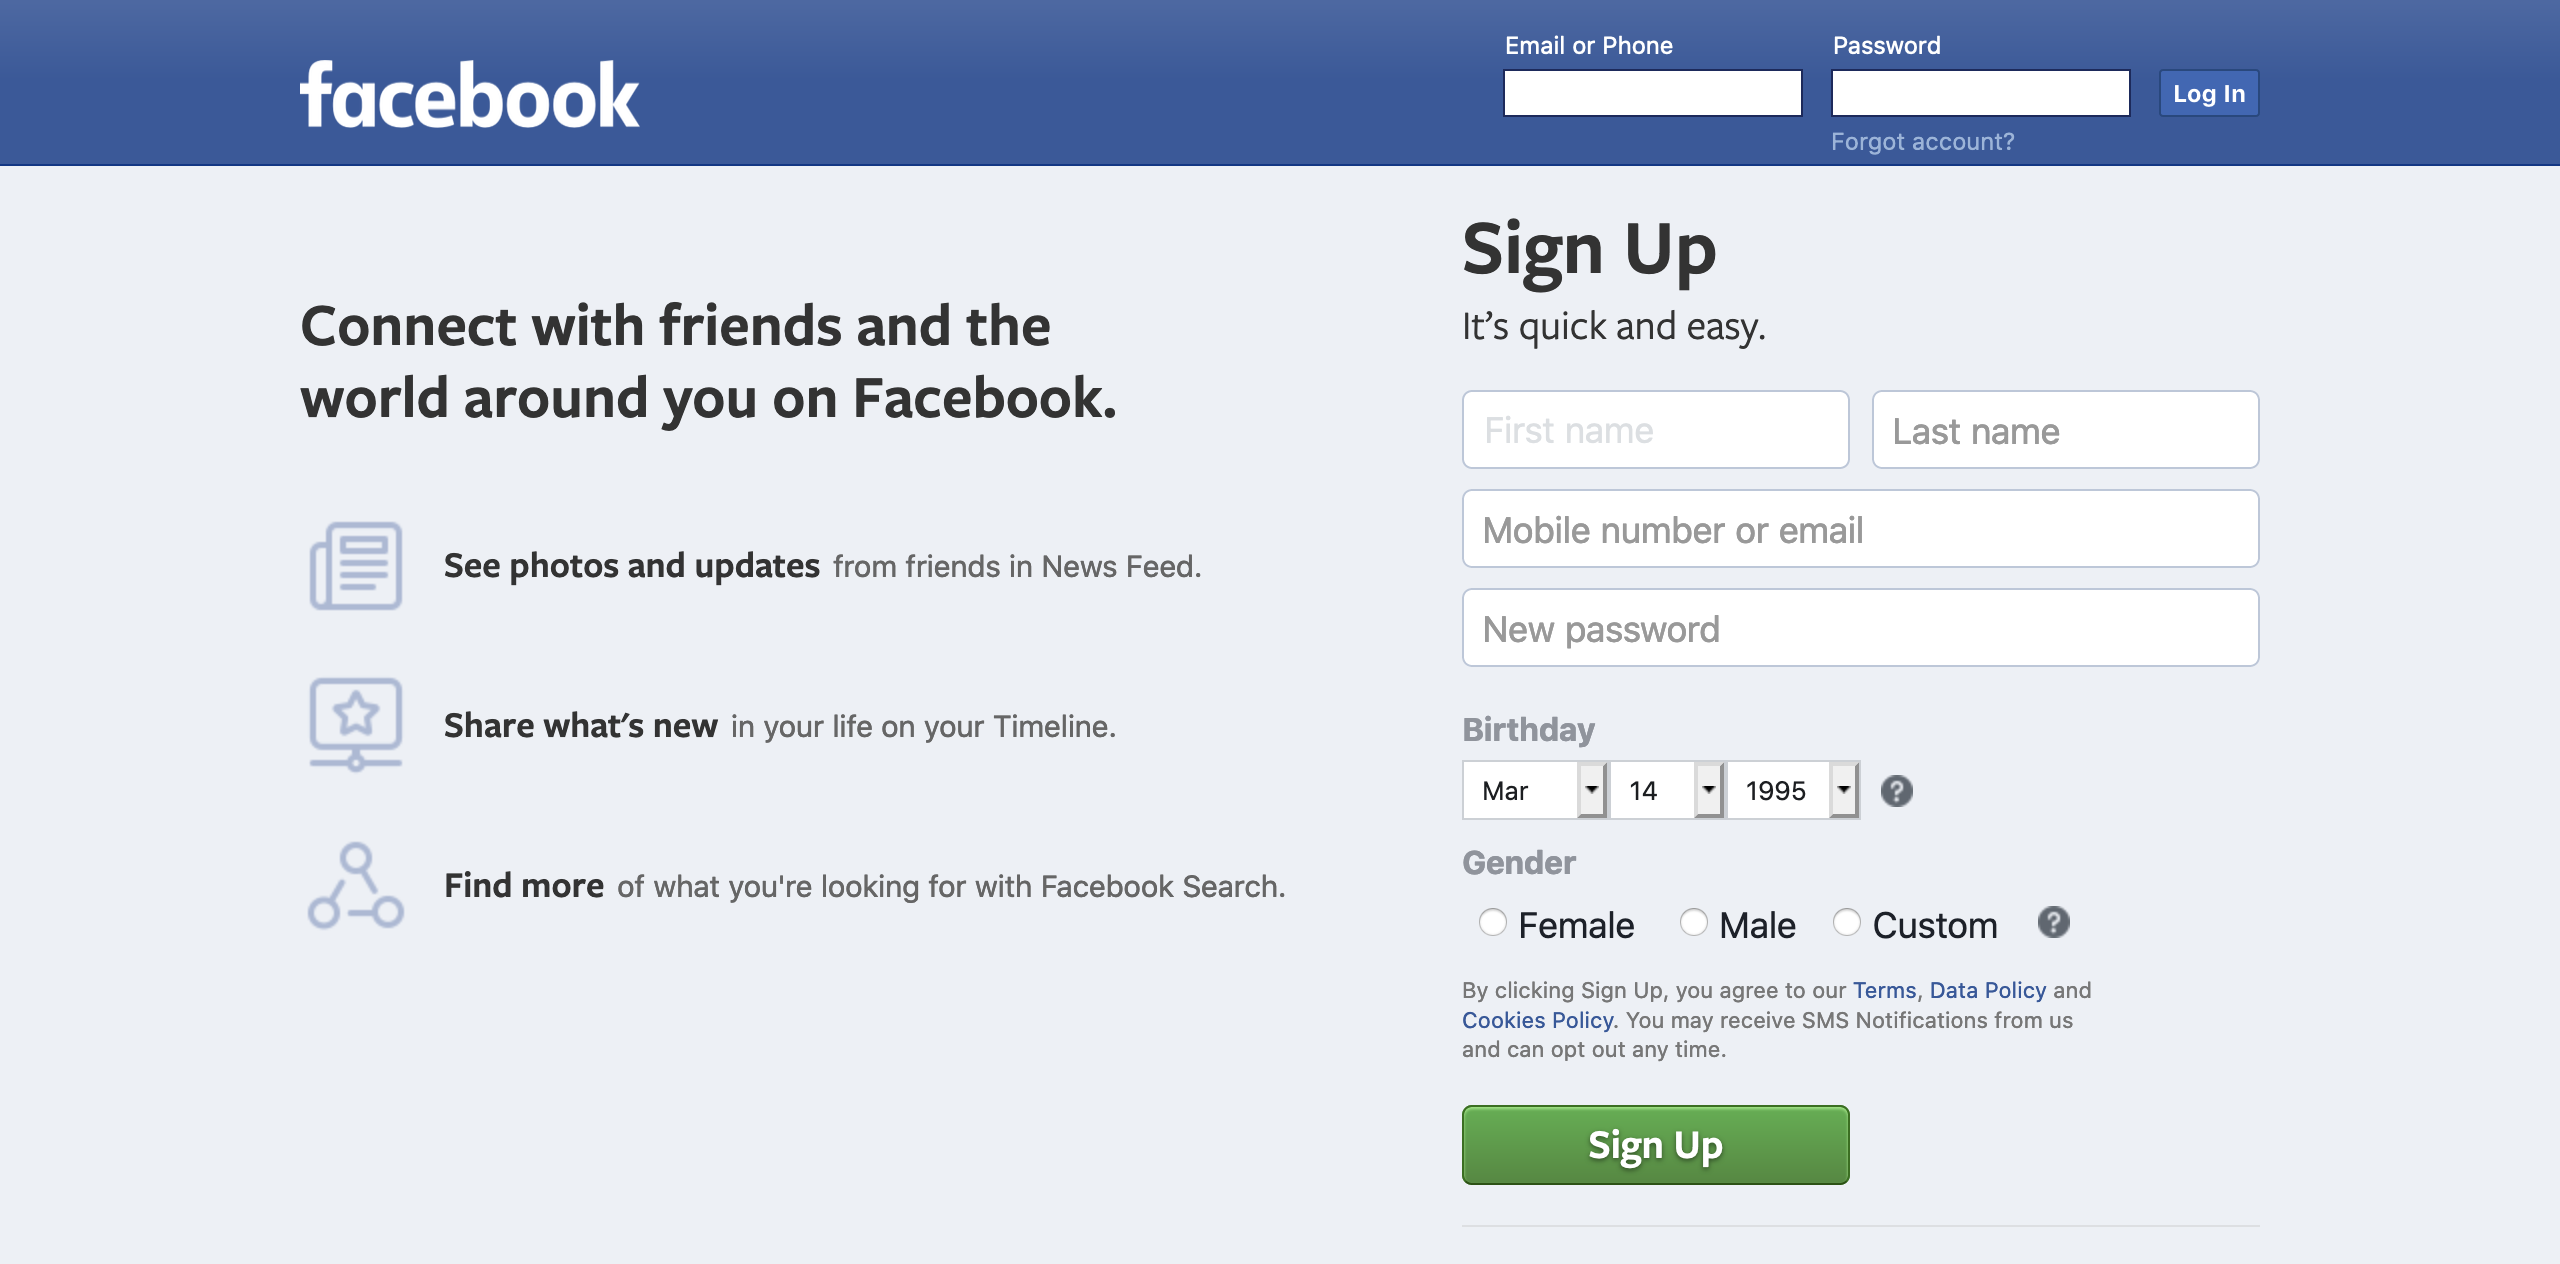 facebook
Email or Phone
Password
Log In
Forgot account?
Connect with friends and the
world around you on Facebook.
See photos and updates from friends in News Feed.
Share what's new in your life on your Timeline.
Find more of what you're looking for with Facebook Search.
Sign Up
It’s quick and easy.
First name
Last name
Mobile number or email
New password
Birthday
Mar 14 1995 ?
Gender
Female Male Custom ?
By clicking Sign Up, you agree to our Terms, Data Policy and
Cookies Policy. You may receive SMS Notifications from us
and can opt out any time.
Sign Up